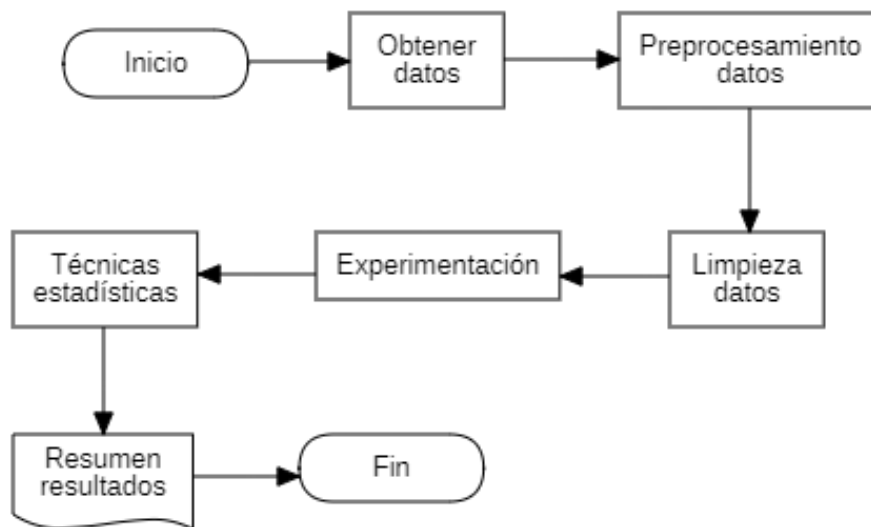 Inicio
Obtener
datos
Preprocesamiento
datos
Limpieza
datos
Experimentación
Técnicas
estadísticas
Resumen
resultados
Fin